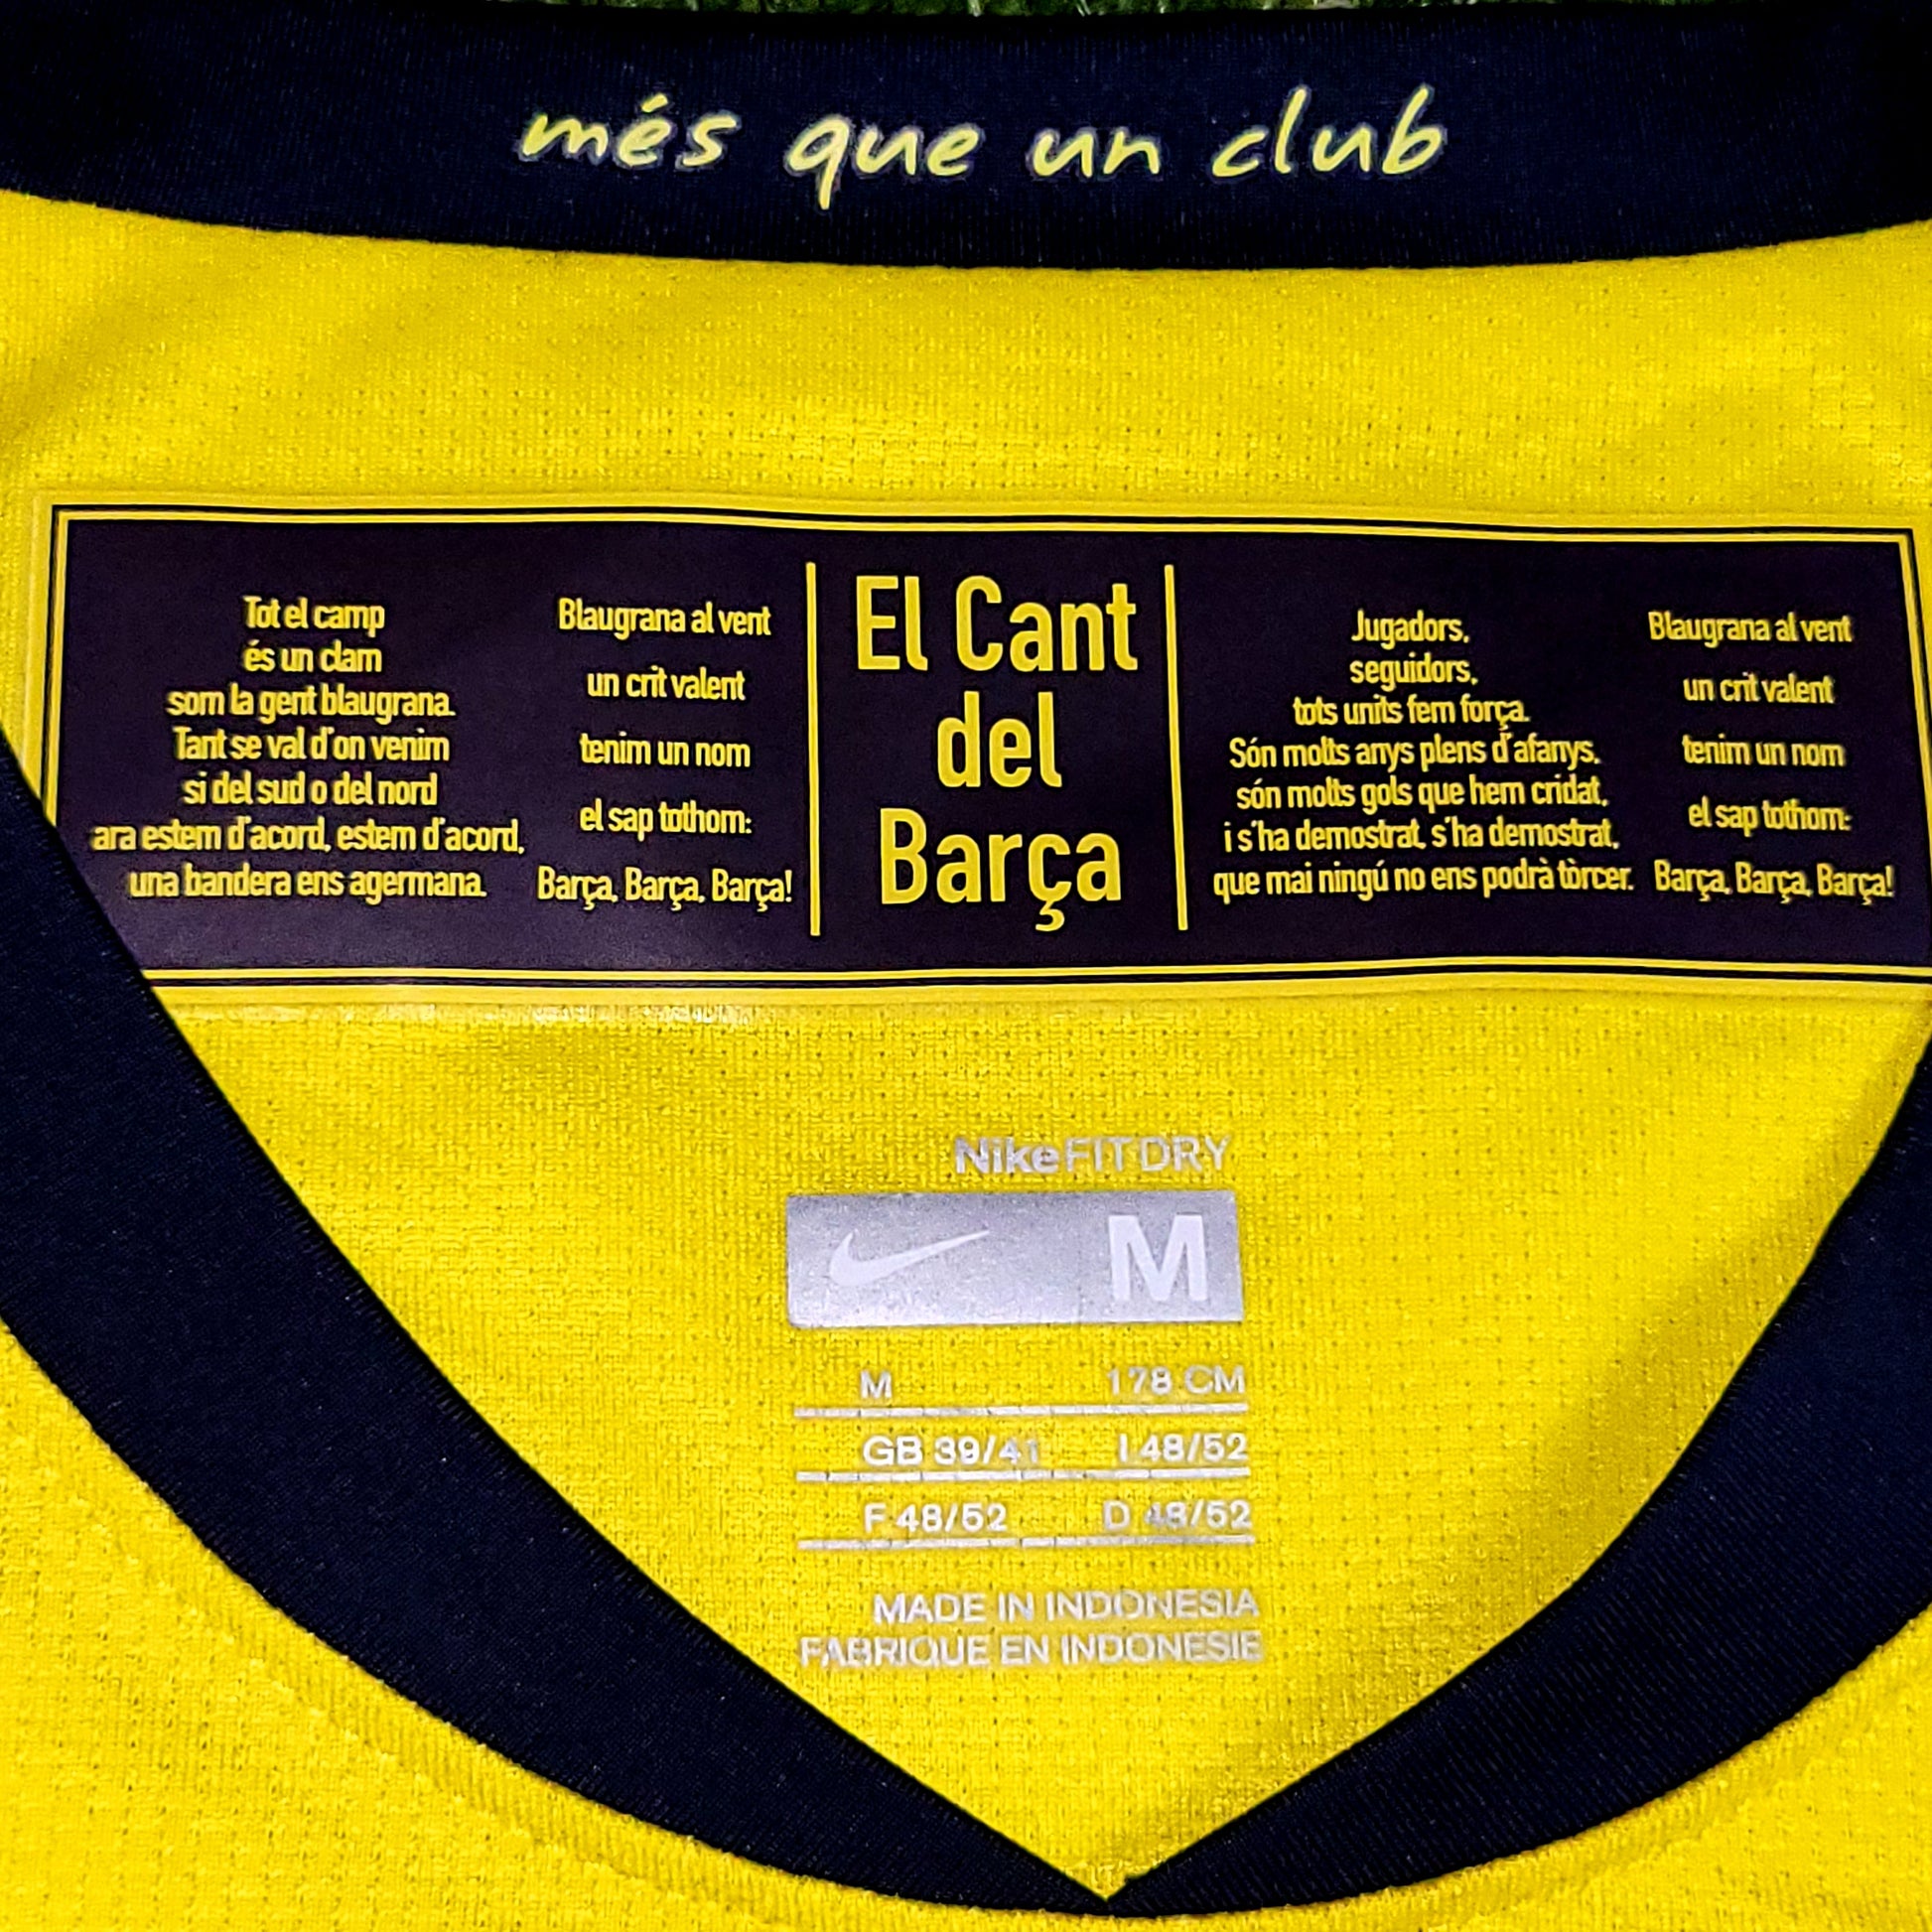 més que un club
Tot el camp
és un clam
som la gent blaugrana.
Tant se val d'on venim
si del sud o del nord
ara estem d'acord, estem d'acord,
una bandera ens agermana.
Blaugrana al vent
un crit valent
tenim un nom
el sap tothom:
Barça, Barça, Barça!
El Cant
del
Barça
Jugadors,
seguidors,
tots units fem força.
Són molts anys plens d'afanys,
són molts gols que hem cridat,
i s'ha demostrat, s'ha demostrat,
que mai ningú no ens podrà tòrcer.
Blaugrana al vent
un crit valent
tenim un nom
el sap tothom:
Barça, Barça, Barça!
NikeFITDRY
M
M 178 CM
GB 39/41 I 48/52
F 48/52 D 48/52
MADE IN INDONESIA
FABRIQUE EN INDONESIE